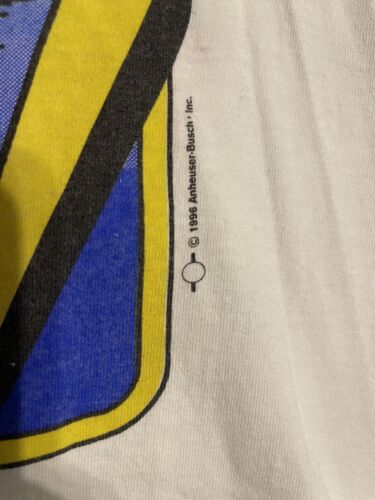 © 1996 Anheuser-Busch, Inc.